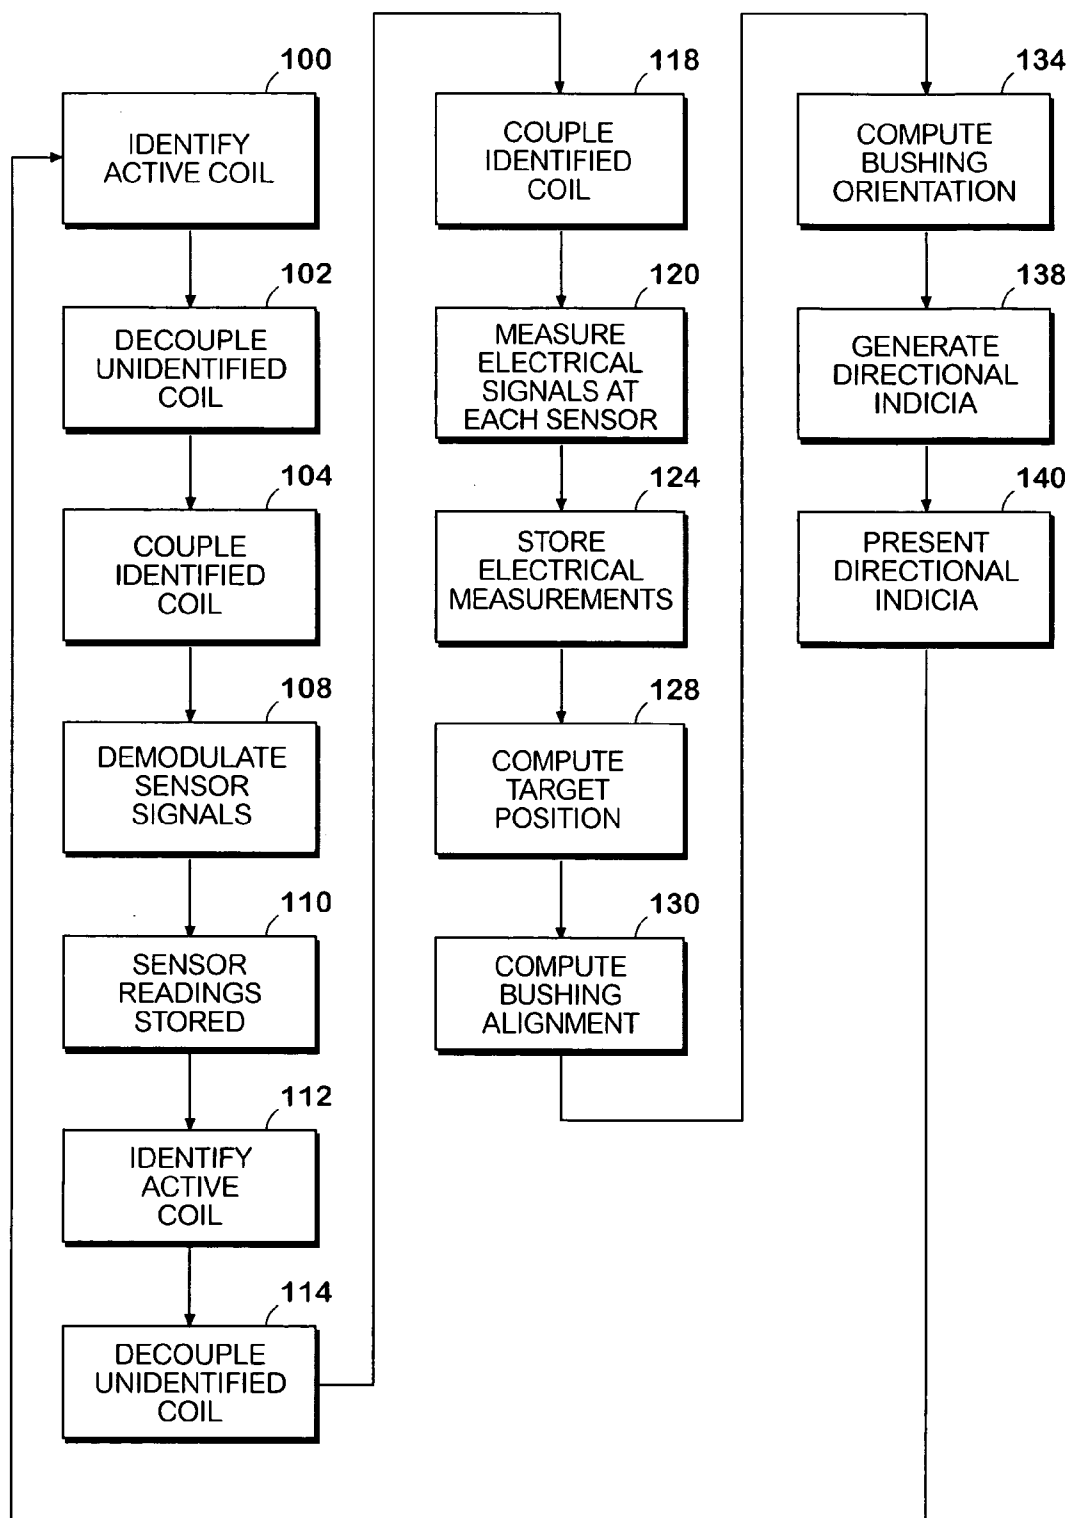 100
IDENTIFY
ACTIVE COIL
102
DECOUPLE
UNIDENTIFIED
COIL
104
COUPLE
IDENTIFIED
COIL
108
DEMODULATE
SENSOR
SIGNALS
110
SENSOR
READINGS
STORED
112
IDENTIFY
ACTIVE
COIL
114
DECOUPLE
UNIDENTIFIED
COIL
118
COUPLE
IDENTIFIED
COIL
120
MEASURE
ELECTRICAL
SIGNALS AT
EACH SENSOR
124
STORE
ELECTRICAL
MEASUREMENTS
128
COMPUTE
TARGET
POSITION
130
COMPUTE
BUSHING
ALIGNMENT
134
COMPUTE
BUSHING
ORIENTATION
138
GENERATE
DIRECTIONAL
INDICIA
140
PRESENT
DIRECTIONAL
INDICIA